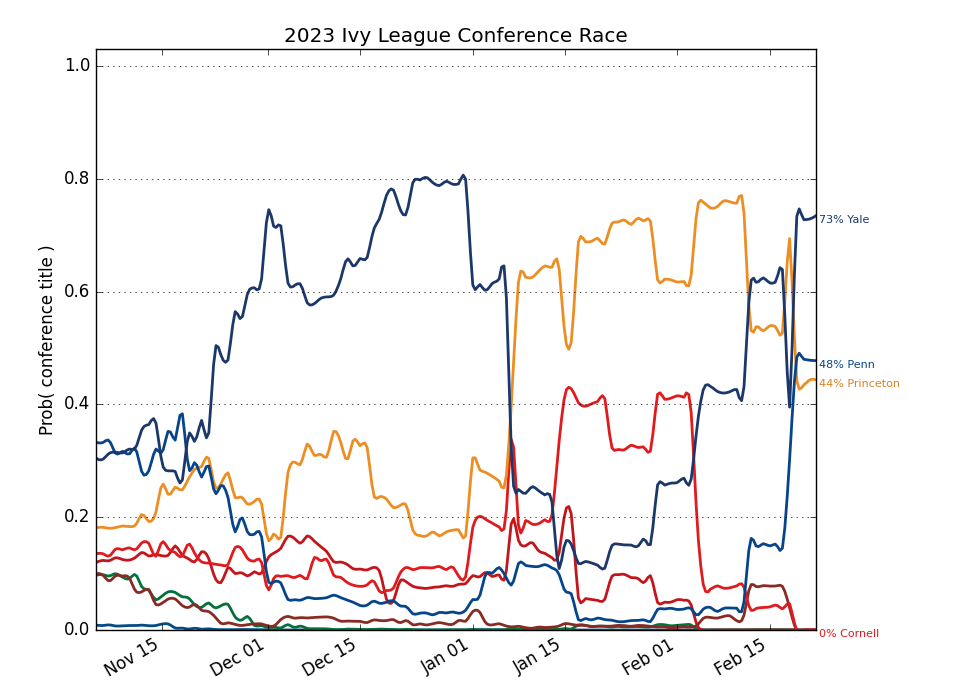 2023 Ivy League Conference Race
Prob( conference title )
1.0
0.8
0.6
0.4
0.2
0.0
73% Yale
48% Penn
44% Princeton
0% Cornell
Nov 15
Dec 01
Dec 15
Jan 01
Jan 15
Feb 01
Feb 15